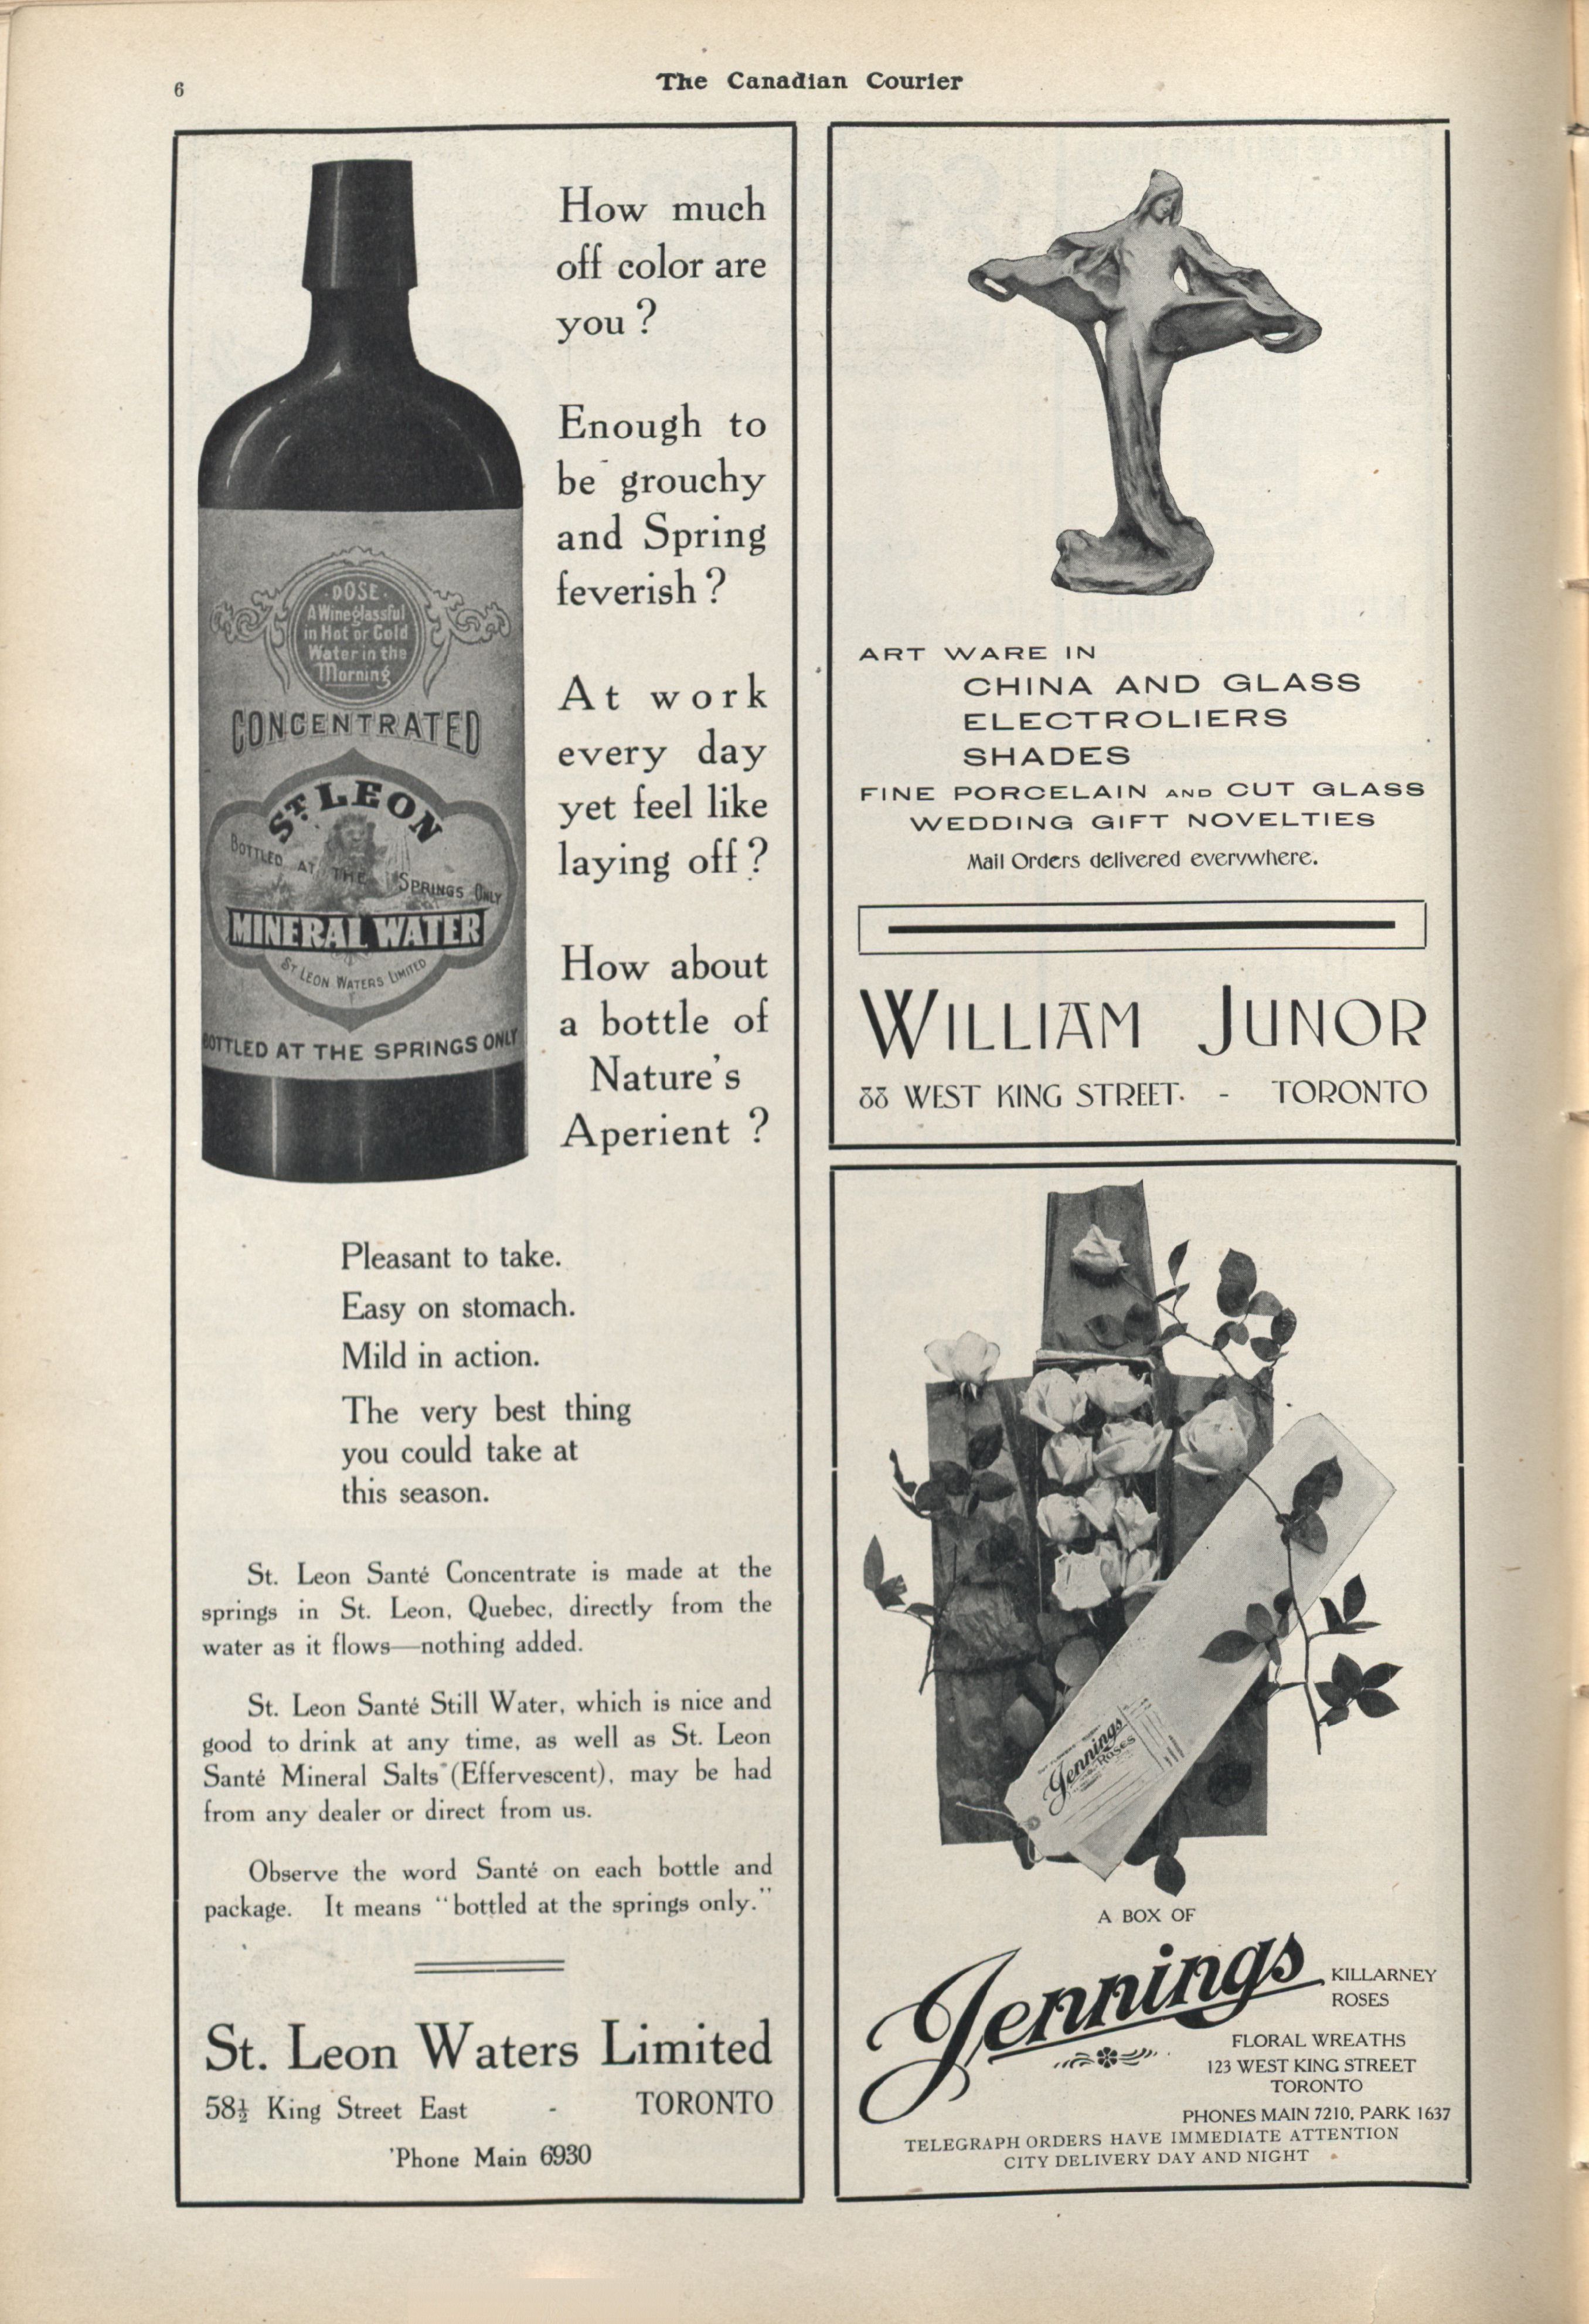 6
The Canadian Courier
How much
off color are
you?
Enough to
be grouchy
and Spring
feverish?
At work
every day
yet feel like
laying off?
How about
a bottle of
Nature's
Aperient?
DOSE
A Wineglassful
in Hot or Cold
Water in the
Morning
CONCENTRATED
ST. LEON
BOTTLED AT THE SPRINGS ONLY
MINERAL WATER
ST LEON WATERS LIMITED
BOTTLED AT THE SPRINGS ONLY
Pleasant to take.
Easy on stomach.
Mild in action.
The very best thing
you could take at
this season.
St. Leon Santé Concentrate is made at the
springs in St. Leon, Quebec, directly from the
water as it flows—nothing added.
St. Leon Santé Still Water, which is nice and
good to drink at any time, as well as St. Leon
Santé Mineral Salts (Effervescent), may be had
from any dealer or direct from us.
Observe the word Santé on each bottle and
package. It means "bottled at the springs only."
St. Leon Waters Limited
58½ King Street East - TORONTO
'Phone Main 6930
ART WARE IN
CHINA AND GLASS
ELECTROLIERS
SHADES
FINE PORCELAIN AND CUT GLASS
WEDDING GIFT NOVELTIES
Mail Orders delivered everywhere.
WILLIAM JUNOR
88 WEST KING STREET. - TORONTO
Jennings
ROSES
A BOX OF
Jennings
KILLARNEY
ROSES
FLORAL WREATHS
123 WEST KING STREET
TORONTO
PHONES MAIN 7210, PARK 1637
TELEGRAPH ORDERS HAVE IMMEDIATE ATTENTION
CITY DELIVERY DAY AND NIGHT